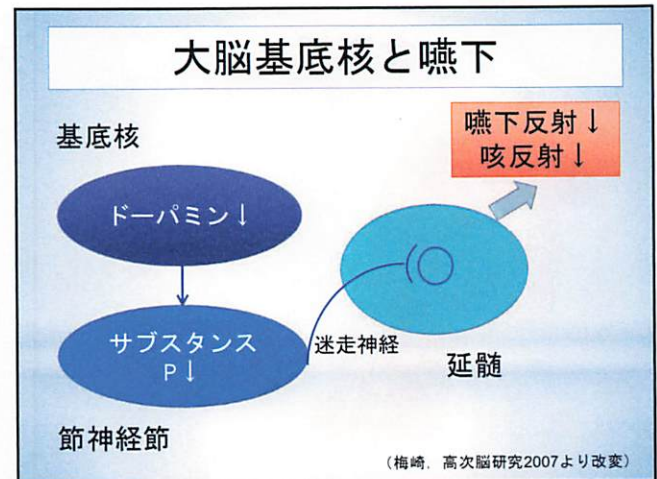 大脳基底核と嚥下
基底核
嚥下反射↓
咳反射↓
ドーパミン↓
サブスタンス
P↓
迷走神経
延髄
節神経節
(梅崎, 高次脳研究2007より改変)